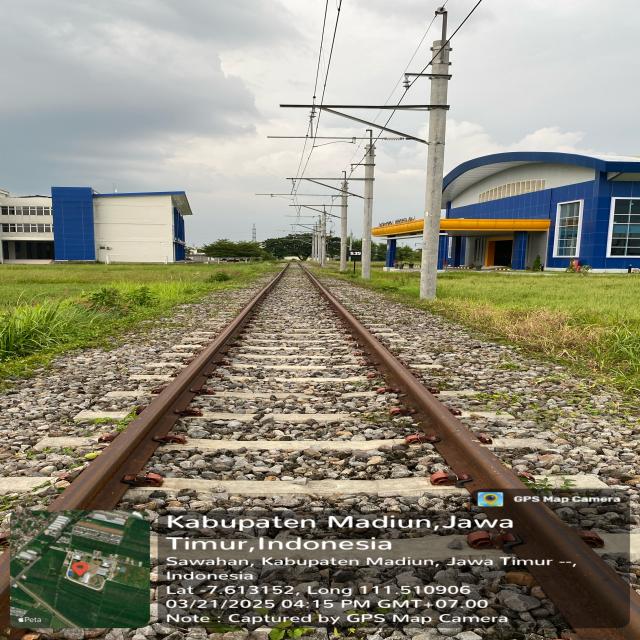 GPS Map Camera
Kabupaten Madiun,Jawa
Timur,Indonesia
Sawahan, Kabupaten Madiun, Jawa Timur --,
Indonesia
Lat -7.613152, Long 111.510906
03/21/2025 04:15 PM GMT+07.00
Note : Captured by GPS Map Camera
Peta